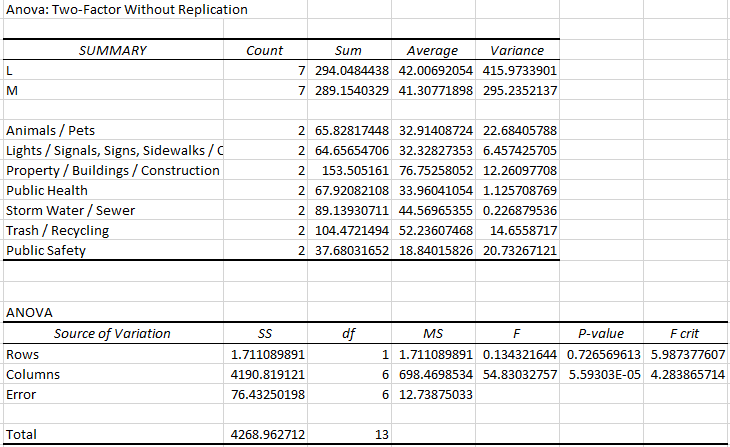 Anova: Two-Factor Without Replication
SUMMARY Count Sum Average Variance
L 7 294.0484438 42.00692054 415.9733901
M 7 289.1540329 41.30771898 295.2352137
Animals / Pets 2 65.82817448 32.91408724 22.68405788
Lights / Signals, Signs, Sidewalks / C 2 64.65654706 32.32827353 6.457425705
Property / Buildings / Construction 2 153.505161 76.75258052 12.26097708
Public Health 2 67.92082108 33.96041054 1.125708769
Storm Water / Sewer 2 89.13930711 44.56965355 0.226879536
Trash / Recycling 2 104.4721494 52.23607468 14.6558717
Public Safety 2 37.68031652 18.84015826 20.73267121
ANOVA
Source of Variation SS df MS F P-value F crit
Rows 1.711089891 1 1.711089891 0.134321644 0.726569613 5.987377607
Columns 4190.819121 6 698.4698534 54.83032757 5.59303E-05 4.283865714
Error 76.43250198 6 12.73875033
Total 4268.962712 13